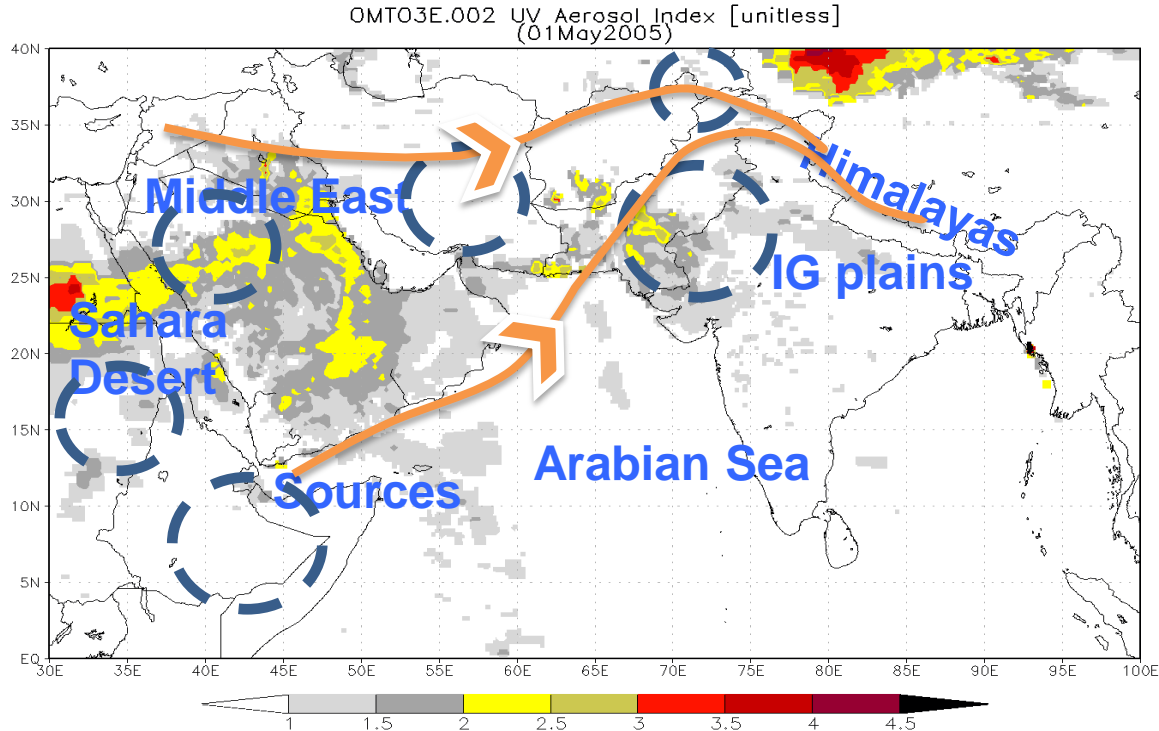 OMTO3E.002 UV Aerosol Index [unitless]
(01May2005)
40N
35N
30N
25N
20N
15N
10N
5N
EQ
Middle East
Himalayas
IG plains
Sahara
Desert
Arabian Sea
Sources
30E 35E 40E 45E 50E 55E 60E 65E 70E 75E 80E 85E 90E 95E 100E
1 1.5 2 2.5 3 3.5 4 4.5